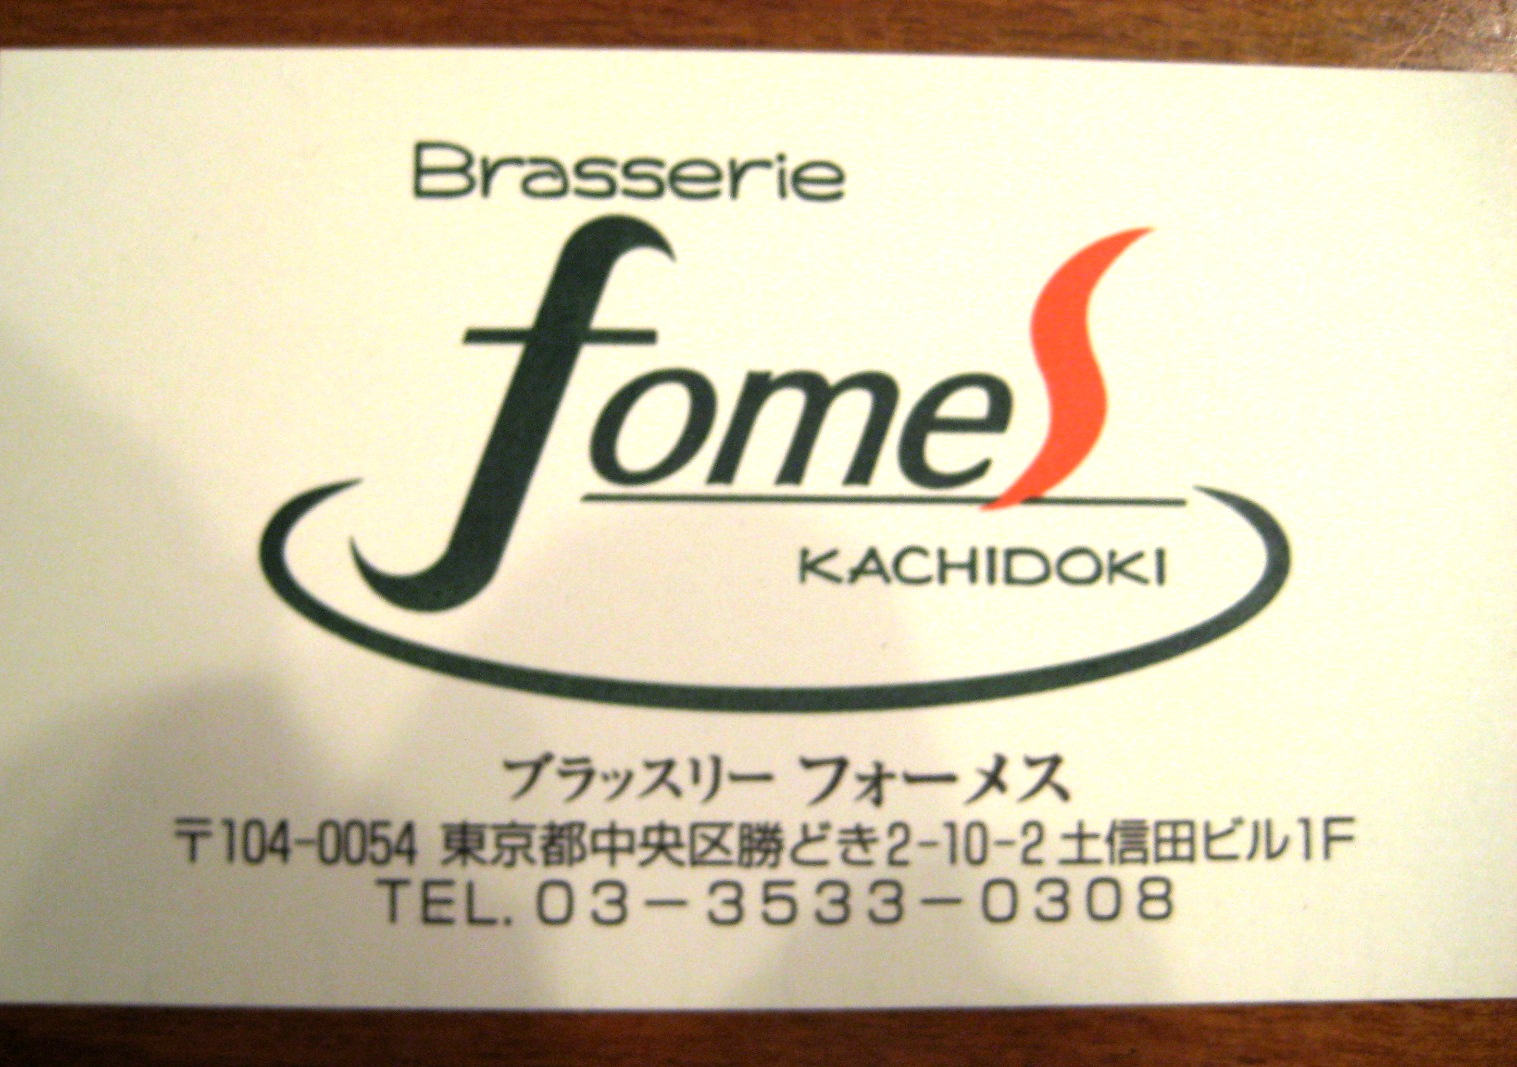 Brasserie
fomes
KACHIDOKI
ブラッスリー フォーメス
〒104-0054 東京都中央区勝どき2-10-2 土信田ビル1F
TEL. 03-3533-0308